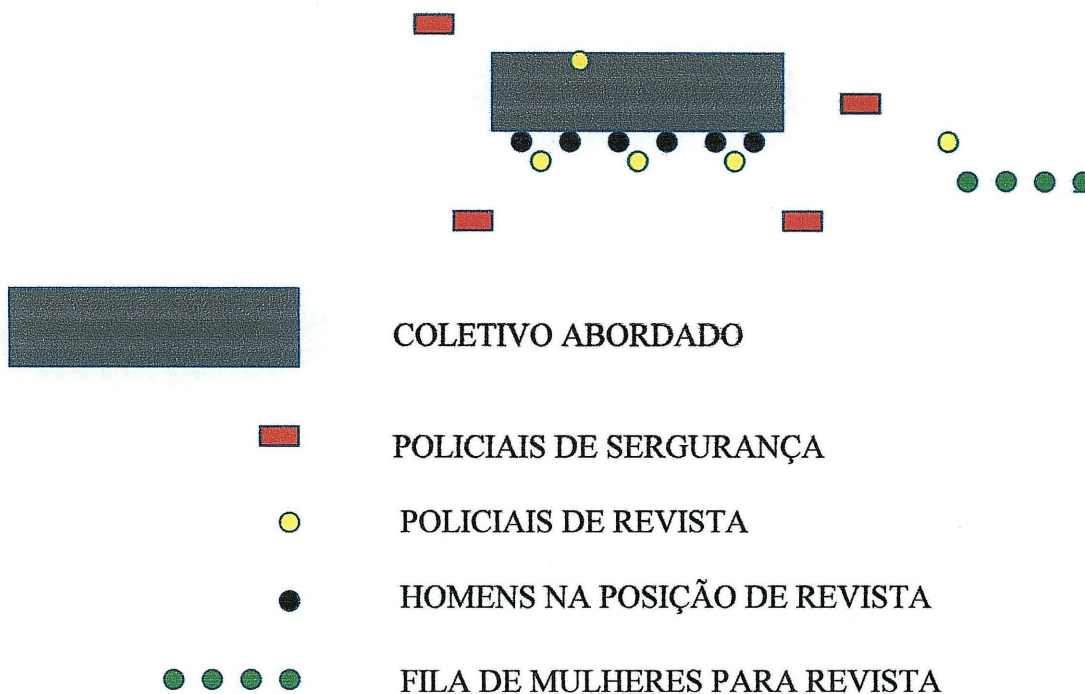 COLETIVO ABORDADO
POLICIAIS DE SERGURANÇA
POLICIAIS DE REVISTA
HOMENS NA POSIÇÃO DE REVISTA
FILA DE MULHERES PARA REVISTA